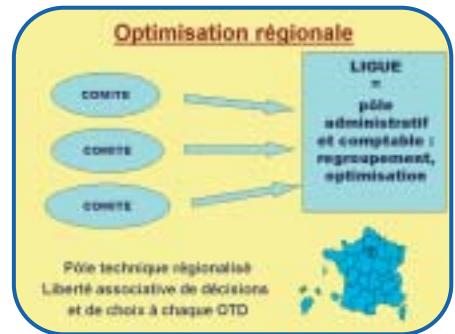 Optimisation régionale
COMITE
COMITE
COMITE
LIGUE
=
pôle
administratif
et comptable :
regroupement,
optimisation
Pôle technique régionalisé
Liberté associative de décisions
et de choix à chaque OTD